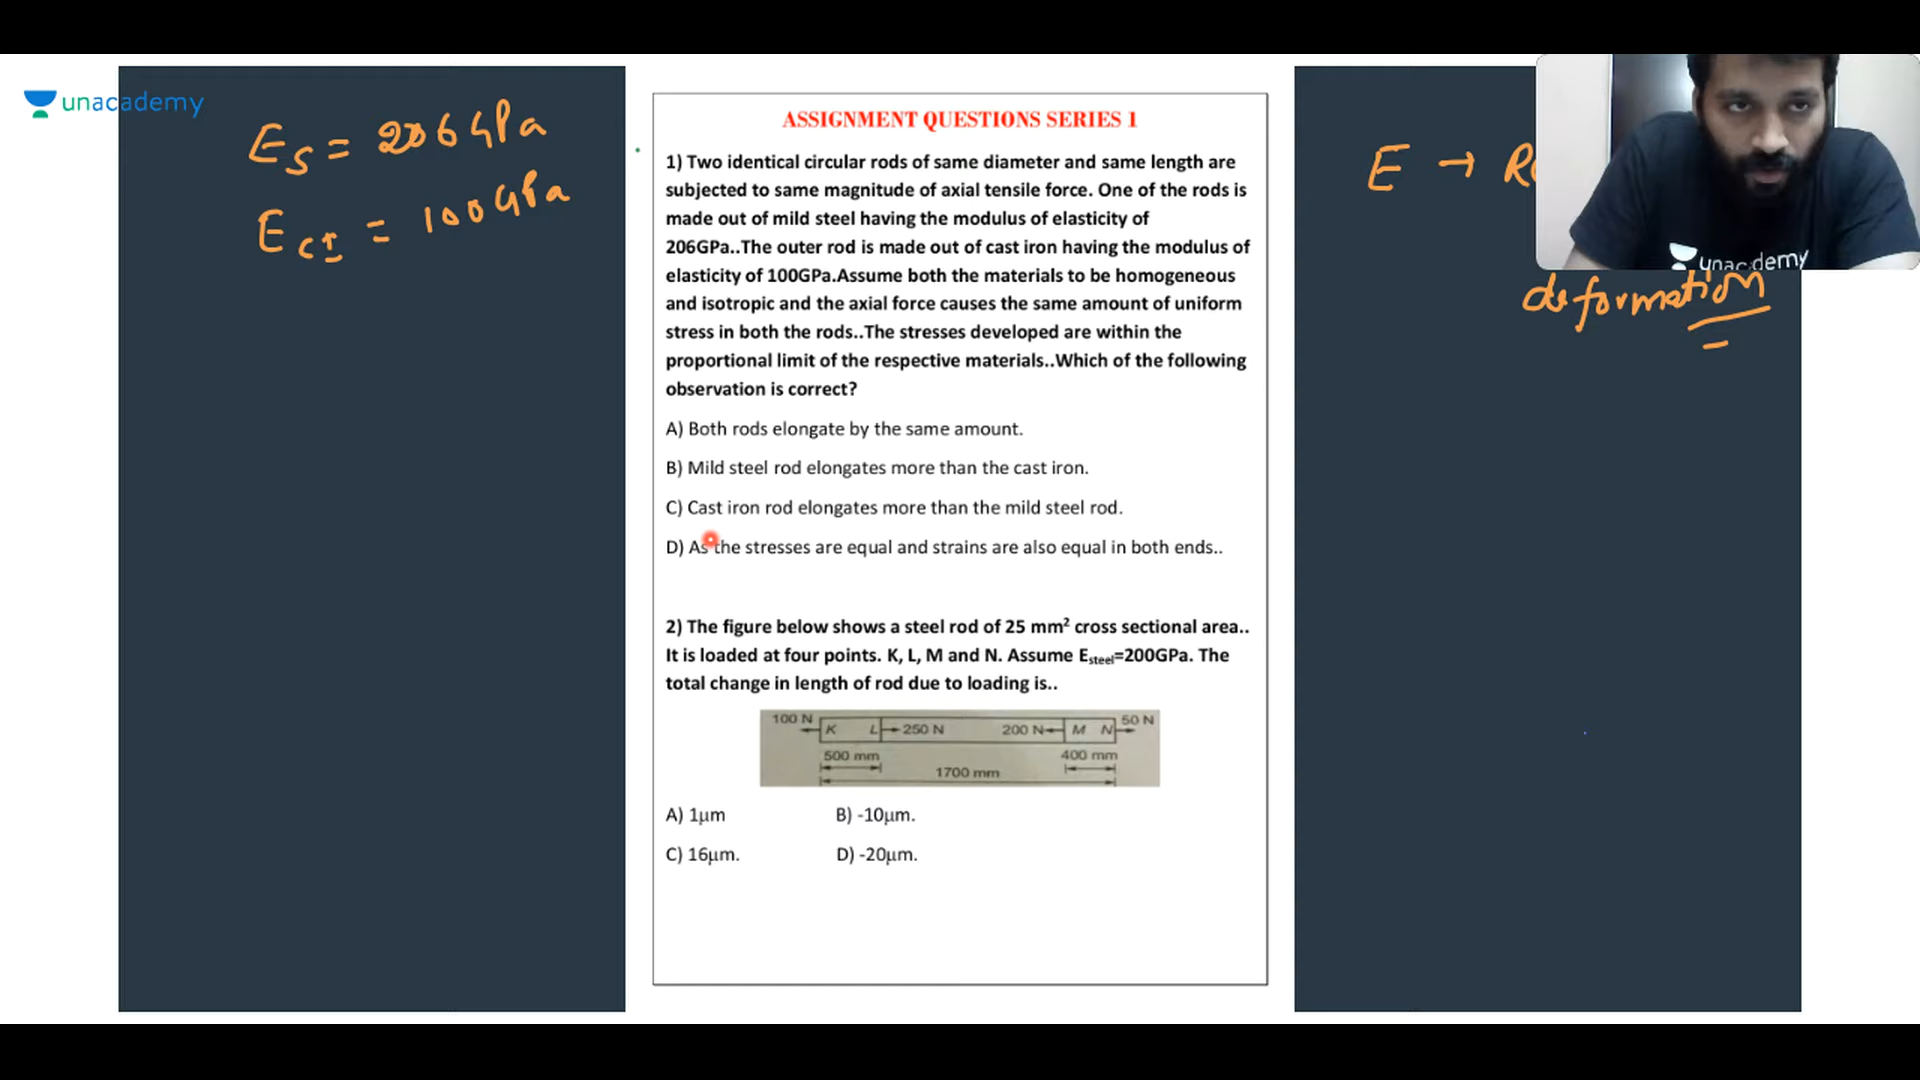 unacademy
E_S = 206 GPa
E_CI = 100 GPa
ASSIGNMENT QUESTIONS SERIES 1
1) Two identical circular rods of same diameter and same length are
subjected to same magnitude of axial tensile force. One of the rods is
made out of mild steel having the modulus of elasticity of
206GPa..The outer rod is made out of cast iron having the modulus of
elasticity of 100GPa.Assume both the materials to be homogeneous
and isotropic and the axial force causes the same amount of uniform
stress in both the rods..The stresses developed are within the
proportional limit of the respective materials..Which of the following
observation is correct?
A) Both rods elongate by the same amount.
B) Mild steel rod elongates more than the cast iron.
C) Cast iron rod elongates more than the mild steel rod.
D) As the stresses are equal and strains are also equal in both ends..
2) The figure below shows a steel rod of 25 mm² cross sectional area..
It is loaded at four points. K, L, M and N. Assume Esteel=200GPa. The
total change in length of rod due to loading is..
100 N K L 250 N 200 N M N 50 N
500 mm 400 mm
1700 mm
A) 1μm B) -10μm.
C) 16μm. D) -20μm.
E →
unacademy
deformation